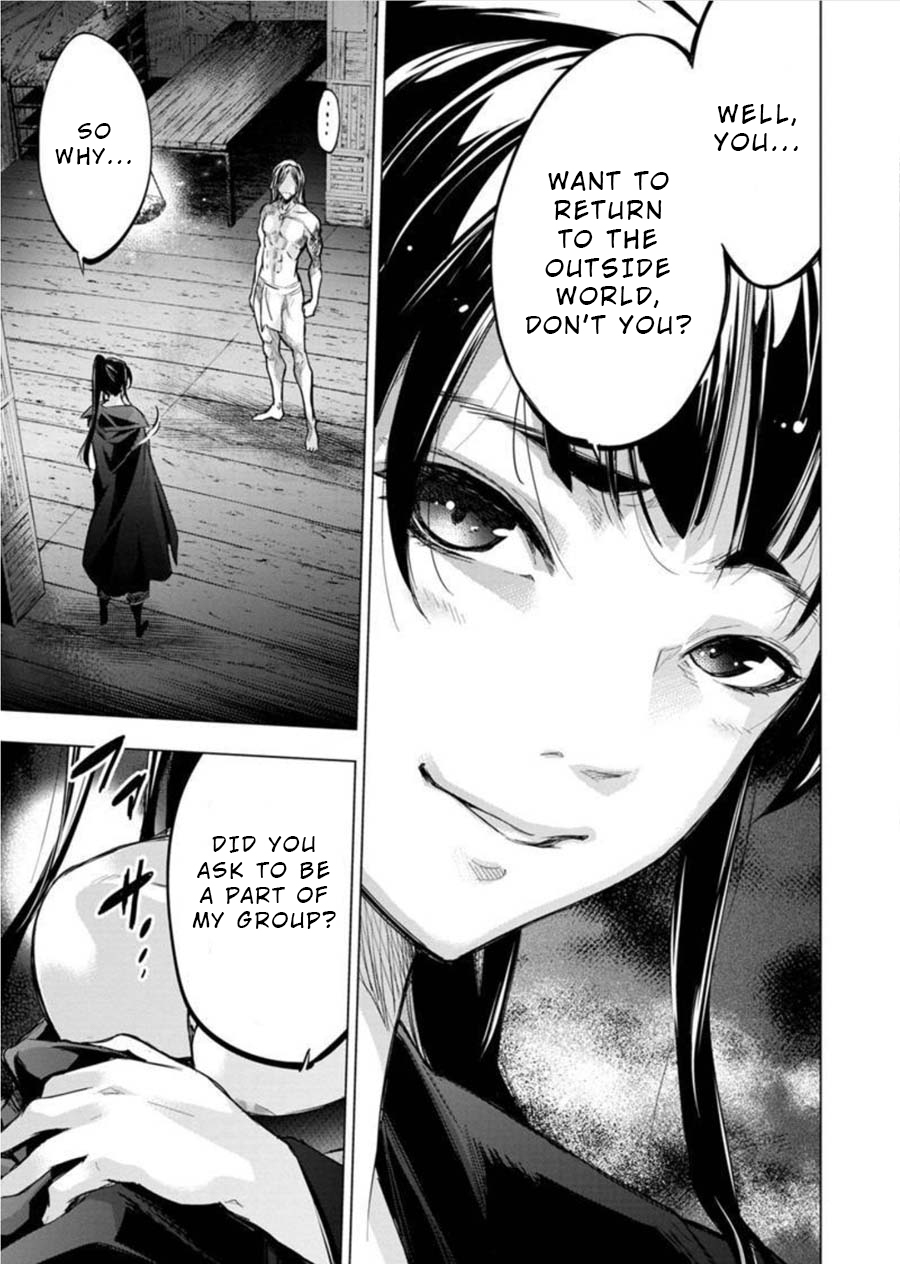 WELL,
YOU...
WANT TO
RETURN
TO THE
OUTSIDE
WORLD,
DON'T YOU?
...
SO
WHY...
DID YOU
ASK TO BE
A PART OF
MY GROUP?